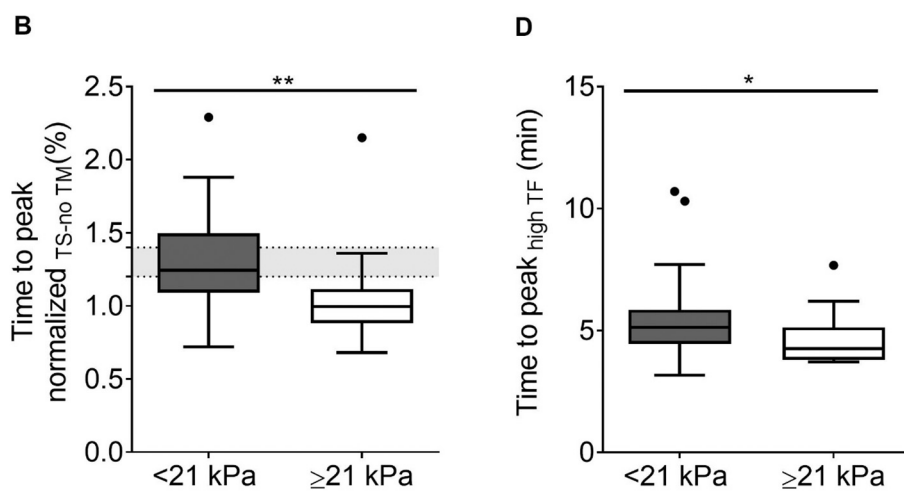 B
Time to peak
normalized TS-no TM(%)
2.5
2.0
1.5
1.0
0.5
0.0
**
<21 kPa
≥21 kPa
D
Time to peak high TF (min)
15
10
5
0
*
<21 kPa
≥21 kPa